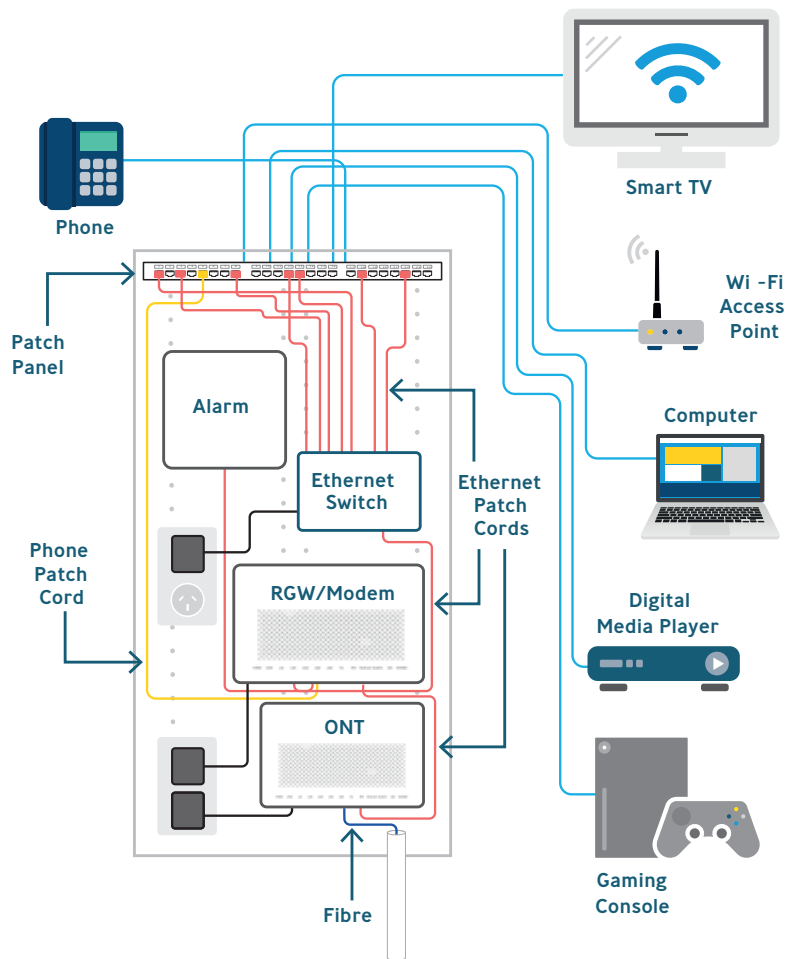 Smart TV
Phone
Wi -Fi
Access
Point
Patch
Panel
Alarm
Computer
Ethernet
Switch
Ethernet
Patch
Cords
Phone
Patch
Cord
RGW/Modem
Digital
Media Player
ONT
Gaming
Console
Fibre